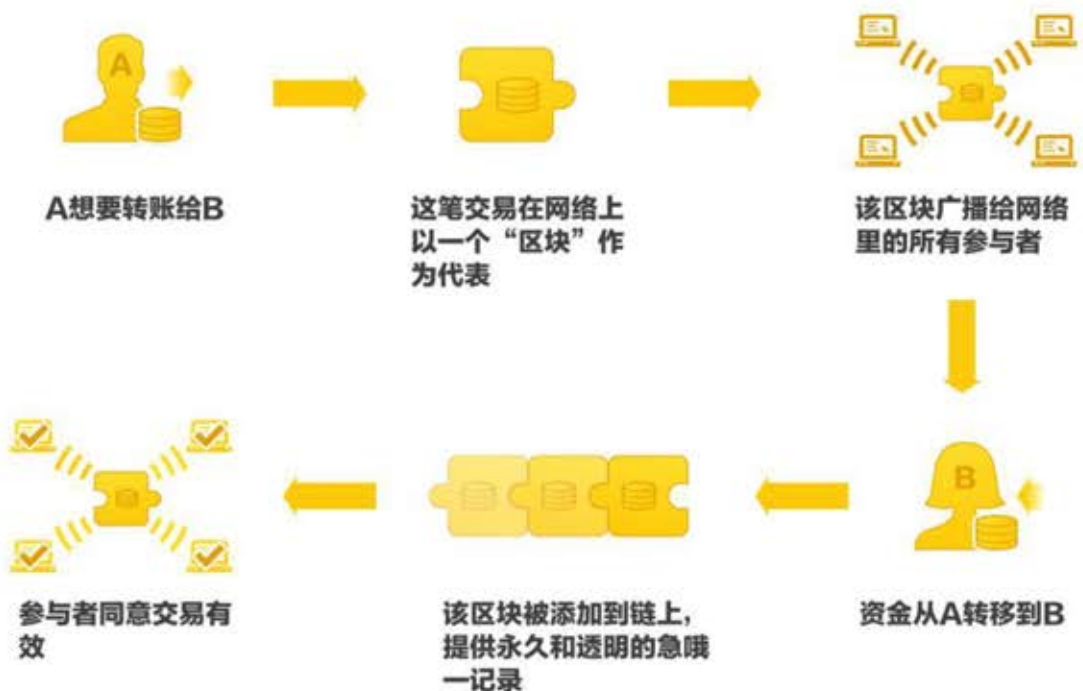 A
A想要转账给B
这笔交易在网络上
以一个“区块”作
为代表
该区块广播给网络
里的所有参与者
B
资金从A转移到B
该区块被添加到链上，
提供永久和透明的急哦
一记录
参与者同意交易有
效